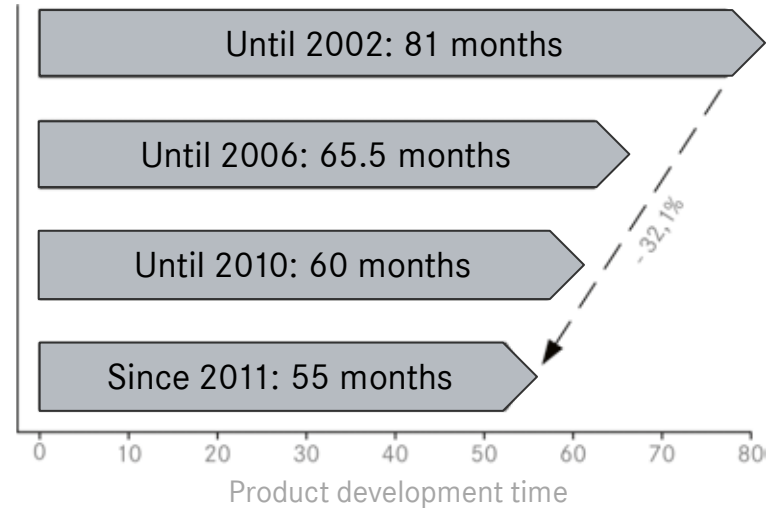 Until 2002: 81 months
Until 2006: 65.5 months
- 32,1%
Until 2010: 60 months
Since 2011: 55 months
0 10 20 30 40 50 60 70 80
Product development time